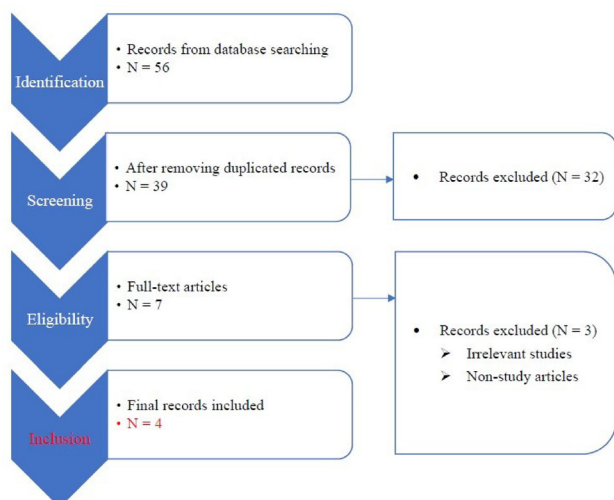 Identification
• Records from database searching
• N = 56
Screening
• After removing duplicated records
• N = 39
• Records excluded (N = 32)
Eligibility
• Full-text articles
• N = 7
• Records excluded (N = 3)
➢ Irrelevant studies
➢ Non-study articles
Inclusion
• Final records included
• N = 4